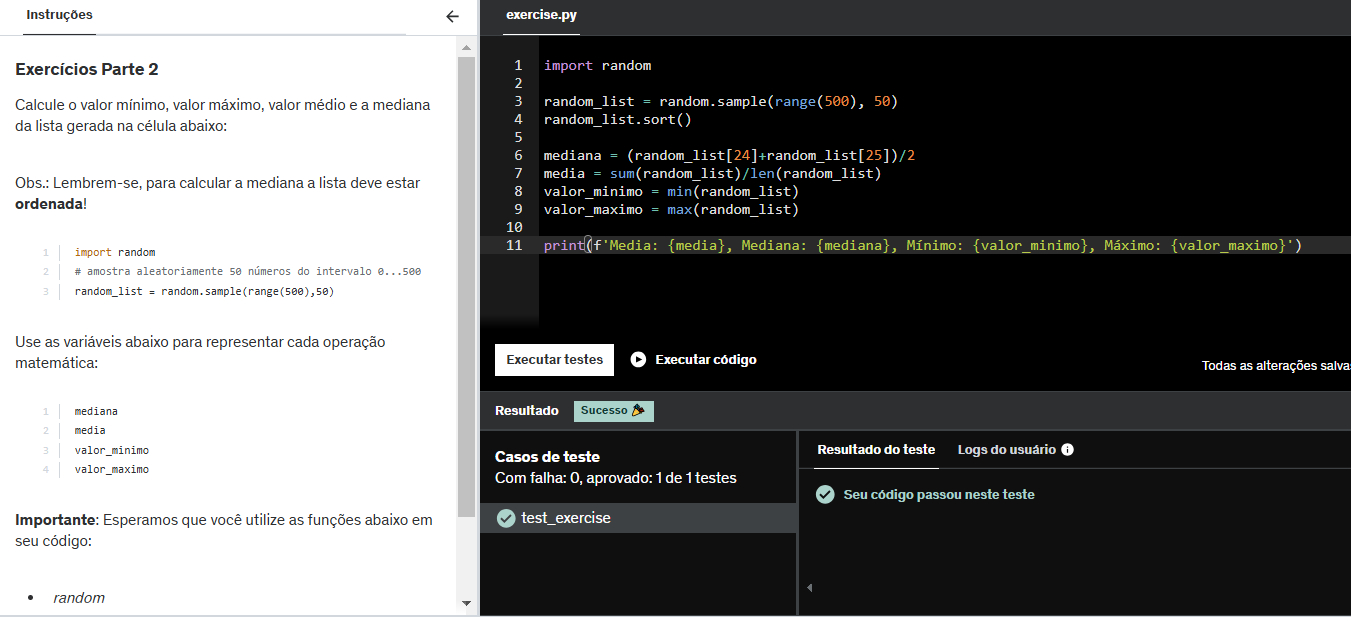 Instruções
Exercícios Parte 2
Calcule o valor mínimo, valor máximo, valor médio e a mediana
da lista gerada na célula abaixo:
Obs.: Lembrem-se, para calcular a mediana a lista deve estar
ordenada!
1 import random
2 # amostra aleatoriamente 50 números do intervalo 0...500
3 random_list = random.sample(range(500),50)
Use as variáveis abaixo para representar cada operação
matemática:
1 mediana
2 media
3 valor_minimo
4 valor_maximo
Importante: Esperamos que você utilize as funções abaixo em
seu código:
• random
exercise.py
1 import random
2
3 random_list = random.sample(range(500), 50)
4 random_list.sort()
5
6 mediana = (random_list[24]+random_list[25])/2
7 media = sum(random_list)/len(random_list)
8 valor_minimo = min(random_list)
9 valor_maximo = max(random_list)
10
11 print(f'Media: {media}, Mediana: {mediana}, Mínimo: {valor_minimo}, Máximo: {valor_maximo}')
Executar testes
Executar código
Todas as alterações salvas
Resultado
Sucesso
Casos de teste
Com falha: 0, aprovado: 1 de 1 testes
test_exercise
Resultado do teste
Logs do usuário
Seu código passou neste teste